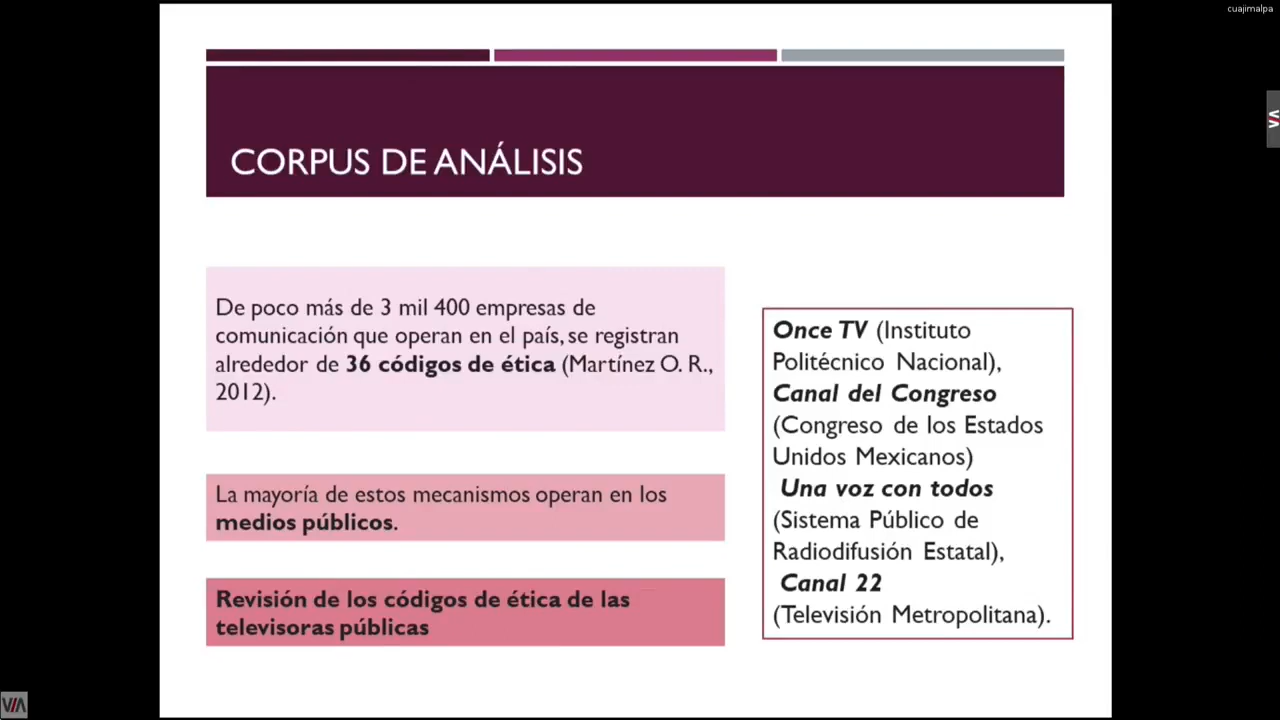 cuajimalpa
CORPUS DE ANÁLISIS
De poco más de 3 mil 400 empresas de
comunicación que operan en el país, se registran
alrededor de 36 códigos de ética (Martínez O. R.,
2012).
La mayoría de estos mecanismos operan en los
medios públicos.
Revisión de los códigos de ética de las
televisoras públicas
Once TV (Instituto
Politécnico Nacional),
Canal del Congreso
(Congreso de los Estados
Unidos Mexicanos)
Una voz con todos
(Sistema Público de
Radiodifusión Estatal),
Canal 22
(Televisión Metropolitana).